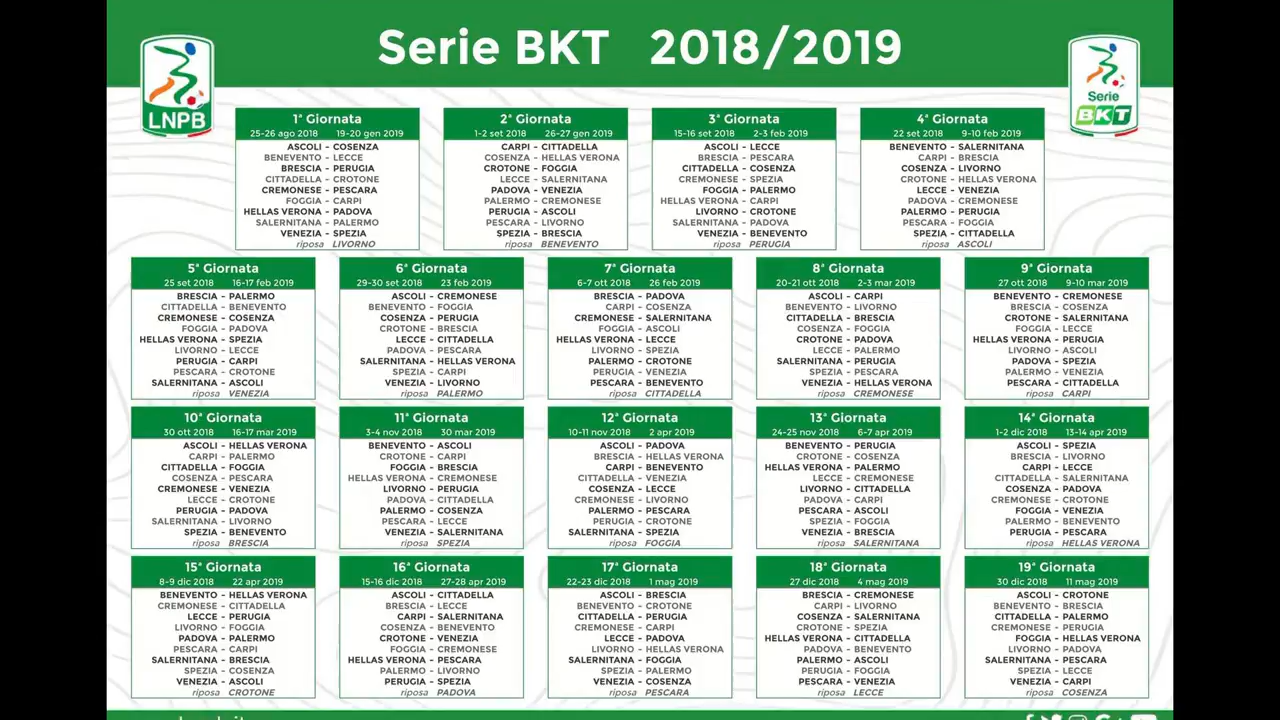 Serie BKT 2018/2019
LNPB
Serie
BKT
1ª Giornata
25-26 ago 2018 19-20 gen 2019
ASCOLI - COSENZA
BENEVENTO - LECCE
BRESCIA - PERUGIA
CITTADELLA - CROTONE
CREMONESE - PESCARA
FOGGIA - CARPI
HELLAS VERONA - PADOVA
SALERNITANA - PALERMO
VENEZIA - SPEZIA
riposa LIVORNO
2ª Giornata
1-2 set 2018 26-27 gen 2019
CARPI - CITTADELLA
COSENZA - HELLAS VERONA
CROTONE - FOGGIA
LECCE - SALERNITANA
PADOVA - VENEZIA
PALERMO - CREMONESE
PERUGIA - ASCOLI
PESCARA - LIVORNO
SPEZIA - BRESCIA
riposa BENEVENTO
3ª Giornata
15-16 set 2018 2-3 feb 2019
ASCOLI - LECCE
BRESCIA - PESCARA
CITTADELLA - COSENZA
CREMONESE - SPEZIA
FOGGIA - PALERMO
HELLAS VERONA - CARPI
LIVORNO - CROTONE
SALERNITANA - PADOVA
VENEZIA - BENEVENTO
riposa PERUGIA
4ª Giornata
22 set 2018 9-10 feb 2019
BENEVENTO - SALERNITANA
CARPI - BRESCIA
COSENZA - LIVORNO
CROTONE - HELLAS VERONA
LECCE - VENEZIA
PADOVA - CREMONESE
PALERMO - PERUGIA
PESCARA - FOGGIA
SPEZIA - CITTADELLA
riposa ASCOLI
5ª Giornata
25 set 2018 16-17 feb 2019
BRESCIA - PALERMO
CITTADELLA - BENEVENTO
CREMONESE - COSENZA
FOGGIA - PADOVA
HELLAS VERONA - SPEZIA
LIVORNO - LECCE
PERUGIA - CARPI
PESCARA - CROTONE
SALERNITANA - ASCOLI
riposa VENEZIA
6ª Giornata
29-30 set 2018 23 feb 2019
ASCOLI - CREMONESE
BENEVENTO - FOGGIA
COSENZA - PERUGIA
CROTONE - BRESCIA
LECCE - CITTADELLA
PADOVA - PESCARA
SALERNITANA - HELLAS VERONA
SPEZIA - CARPI
VENEZIA - LIVORNO
riposa PALERMO
7ª Giornata
6-7 ott 2018 26 feb 2019
BRESCIA - PADOVA
CARPI - COSENZA
CREMONESE - SALERNITANA
FOGGIA - ASCOLI
HELLAS VERONA - LECCE
LIVORNO - SPEZIA
PALERMO - CROTONE
PERUGIA - VENEZIA
PESCARA - BENEVENTO
riposa CITTADELLA
8ª Giornata
20-21 ott 2018 2-3 mar 2019
ASCOLI - CARPI
BENEVENTO - LIVORNO
CITTADELLA - BRESCIA
COSENZA - FOGGIA
CROTONE - PADOVA
LECCE - PALERMO
SALERNITANA - PERUGIA
SPEZIA - PESCARA
VENEZIA - HELLAS VERONA
riposa CREMONESE
9ª Giornata
27 ott 2018 9-10 mar 2019
BENEVENTO - CREMONESE
BRESCIA - COSENZA
CROTONE - SALERNITANA
FOGGIA - LECCE
HELLAS VERONA - PERUGIA
LIVORNO - ASCOLI
PADOVA - SPEZIA
PALERMO - VENEZIA
PESCARA - CITTADELLA
riposa CARPI
10ª Giornata
30 ott 2018 16-17 mar 2019
ASCOLI - HELLAS VERONA
CARPI - PALERMO
CITTADELLA - FOGGIA
COSENZA - PESCARA
CREMONESE - VENEZIA
LECCE - CROTONE
PERUGIA - PADOVA
SALERNITANA - LIVORNO
SPEZIA - BENEVENTO
riposa BRESCIA
11ª Giornata
3-4 nov 2018 30 mar 2019
BENEVENTO - ASCOLI
CROTONE - CARPI
FOGGIA - BRESCIA
HELLAS VERONA - CREMONESE
LIVORNO - PERUGIA
PADOVA - CITTADELLA
PALERMO - COSENZA
PESCARA - LECCE
VENEZIA - SALERNITANA
riposa SPEZIA
12ª Giornata
10-11 nov 2018 2 apr 2019
ASCOLI - PADOVA
BRESCIA - HELLAS VERONA
CARPI - BENEVENTO
CITTADELLA - VENEZIA
COSENZA - LECCE
CREMONESE - LIVORNO
PALERMO - PESCARA
PERUGIA - CROTONE
SALERNITANA - SPEZIA
riposa FOGGIA
13ª Giornata
24-25 nov 2018 6-7 apr 2019
BENEVENTO - PERUGIA
CROTONE - COSENZA
HELLAS VERONA - PALERMO
LECCE - CREMONESE
LIVORNO - CITTADELLA
PADOVA - CARPI
PESCARA - ASCOLI
SPEZIA - FOGGIA
VENEZIA - BRESCIA
riposa SALERNITANA
14ª Giornata
1-2 dic 2018 13-14 apr 2019
ASCOLI - SPEZIA
BRESCIA - LIVORNO
CARPI - LECCE
CITTADELLA - SALERNITANA
COSENZA - PADOVA
CREMONESE - CROTONE
FOGGIA - VENEZIA
PALERMO - BENEVENTO
PERUGIA - PESCARA
riposa HELLAS VERONA
15ª Giornata
8-9 dic 2018 22 apr 2019
BENEVENTO - HELLAS VERONA
CREMONESE - CITTADELLA
LECCE - PERUGIA
LIVORNO - FOGGIA
PADOVA - PALERMO
PESCARA - CARPI
SALERNITANA - BRESCIA
SPEZIA - COSENZA
VENEZIA - ASCOLI
riposa CROTONE
16ª Giornata
15-16 dic 2018 27-28 apr 2019
ASCOLI - CITTADELLA
BRESCIA - LECCE
CARPI - SALERNITANA
COSENZA - BENEVENTO
CROTONE - VENEZIA
FOGGIA - CREMONESE
HELLAS VERONA - PESCARA
PALERMO - LIVORNO
PERUGIA - SPEZIA
riposa PADOVA
17ª Giornata
22-23 dic 2018 1 mag 2019
ASCOLI - BRESCIA
BENEVENTO - CROTONE
CITTADELLA - PERUGIA
CREMONESE - CARPI
LECCE - PADOVA
LIVORNO - HELLAS VERONA
SALERNITANA - FOGGIA
SPEZIA - PALERMO
VENEZIA - COSENZA
riposa PESCARA
18ª Giornata
27 dic 2018 4 mag 2019
BRESCIA - CREMONESE
CARPI - LIVORNO
COSENZA - SALERNITANA
CROTONE - SPEZIA
HELLAS VERONA - CITTADELLA
PADOVA - BENEVENTO
PALERMO - ASCOLI
PERUGIA - FOGGIA
PESCARA - VENEZIA
riposa LECCE
19ª Giornata
30 dic 2018 11 mag 2019
ASCOLI - CROTONE
BENEVENTO - BRESCIA
CITTADELLA - PALERMO
CREMONESE - PERUGIA
FOGGIA - HELLAS VERONA
LIVORNO - PADOVA
SALERNITANA - PESCARA
SPEZIA - LECCE
VENEZIA - CARPI
riposa COSENZA